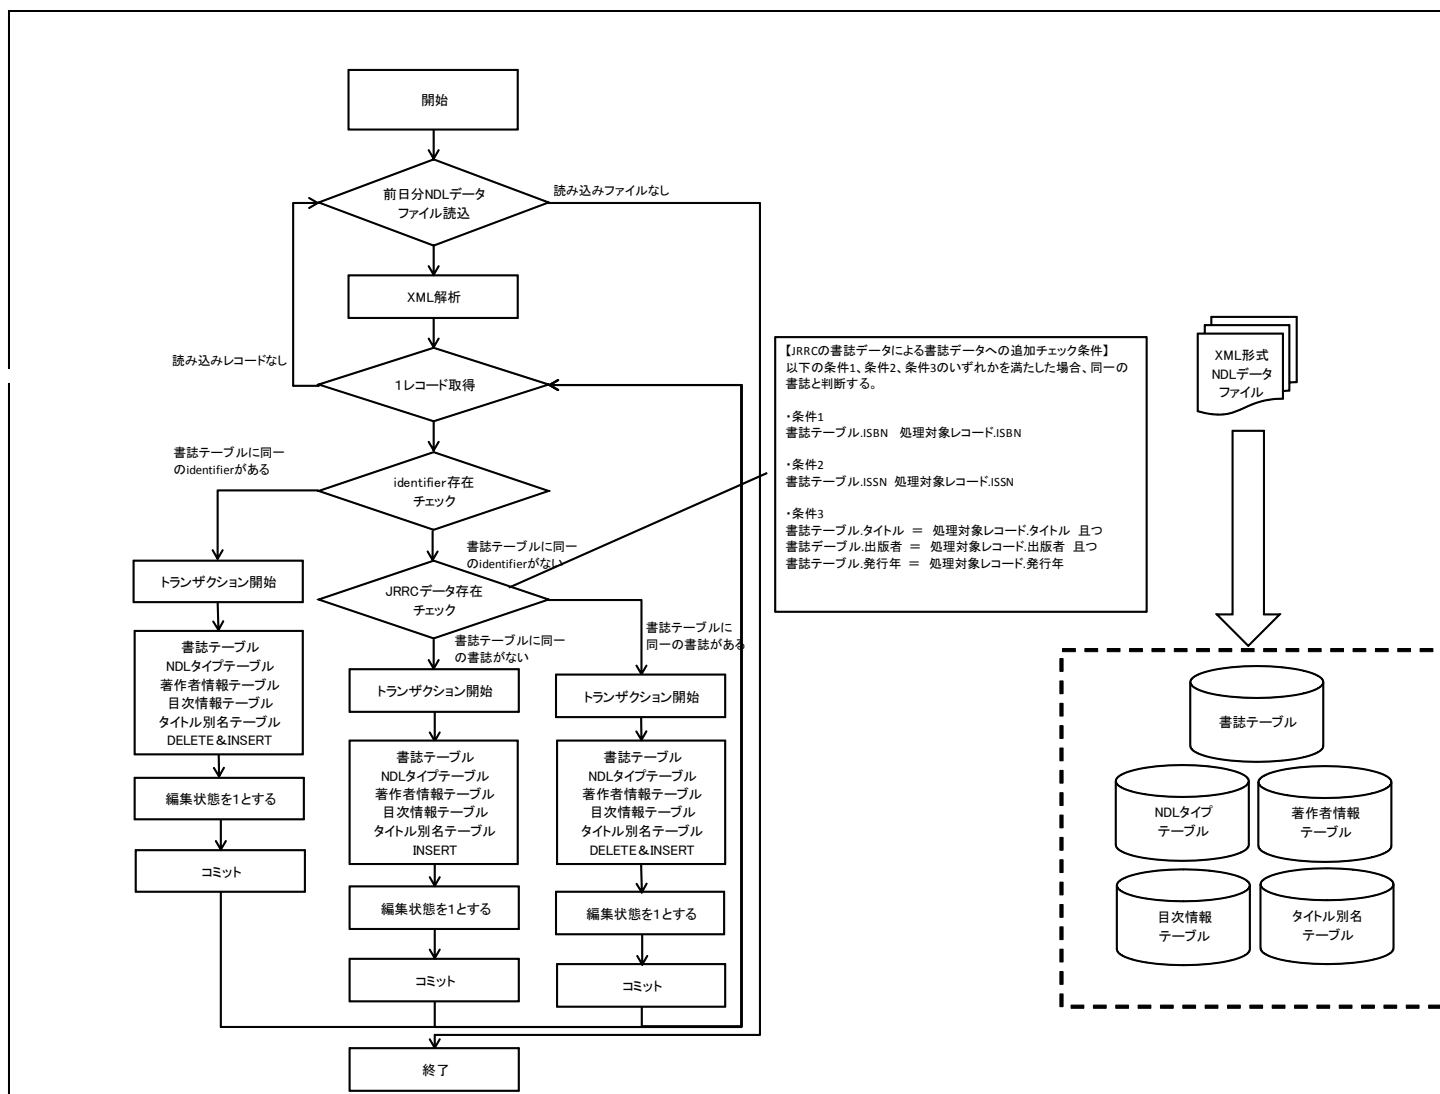 開始
前日分NDLデータ
ファイル読込
読み込みファイルなし
XML解析
読み込みレコードなし
1レコード取得
書誌テーブルに同一
のidentifierがある
identifier存在
チェック
書誌テーブルに同一
のidentifierがない
トランザクション開始
JRRCデータ存在
チェック
書誌テーブルに同一
の書誌がない
書誌テーブルに
同一の書誌がある
書誌テーブル
NDLタイプテーブル
著作者情報テーブル
目次情報テーブル
タイトル別名テーブル
DELETE&INSERT
編集状態を1とする
コミット
トランザクション開始
書誌テーブル
NDLタイプテーブル
著作者情報テーブル
目次情報テーブル
タイトル別名テーブル
INSERT
編集状態を1とする
コミット
トランザクション開始
書誌テーブル
NDLタイプテーブル
著作者情報テーブル
目次情報テーブル
タイトル別名テーブル
DELETE&INSERT
編集状態を1とする
コミット
終了
【JRRCの書誌データによる書誌データへの追加チェック条件】
以下の条件1、条件2、条件3のいずれかを満たした場合、同一の
書誌と判断する。
・条件1
書誌テーブル.ISBN 処理対象レコード.ISBN
・条件2
書誌テーブル.ISSN 処理対象レコード.ISSN
・条件3
書誌テーブル.タイトル = 処理対象レコード.タイトル 且つ
書誌デーブル.出版者 = 処理対象レコード.出版者 且つ
書誌テーブル.発行年 = 処理対象レコード.発行年
XML形式
NDLデータ
ファイル
書誌テーブル
NDLタイプ
テーブル
著作者情報
テーブル
目次情報
テーブル
タイトル別名
テーブル